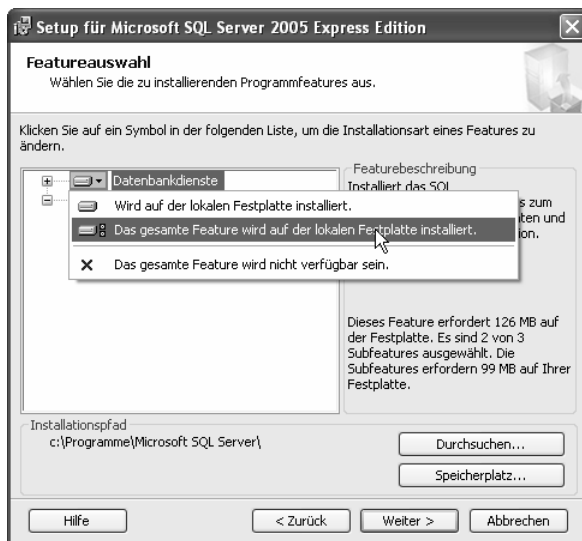 Setup für Microsoft SQL Server 2005 Express Edition
Featureauswahl
Wählen Sie die zu installierenden Programmfeatures aus.
Klicken Sie auf ein Symbol in der folgenden Liste, um die Installationsart eines Features zu
ändern.
Datenbankdienste
Featurebeschreibung
Installiert das SQL
Wird auf der lokalen Festplatte installiert.
s zum
Das gesamte Feature wird auf der lokalen Festplatte installiert.
ten und
ion.
Das gesamte Feature wird nicht verfügbar sein.
Dieses Feature erfordert 126 MB auf
der Festplatte. Es sind 2 von 3
Subfeatures ausgewählt. Die
Subfeatures erfordern 99 MB auf Ihrer
Festplatte.
Installationspfad
c:\Programme\Microsoft SQL Server\
Durchsuchen...
Speicherplatz...
Hilfe
< Zurück
Weiter >
Abbrechen